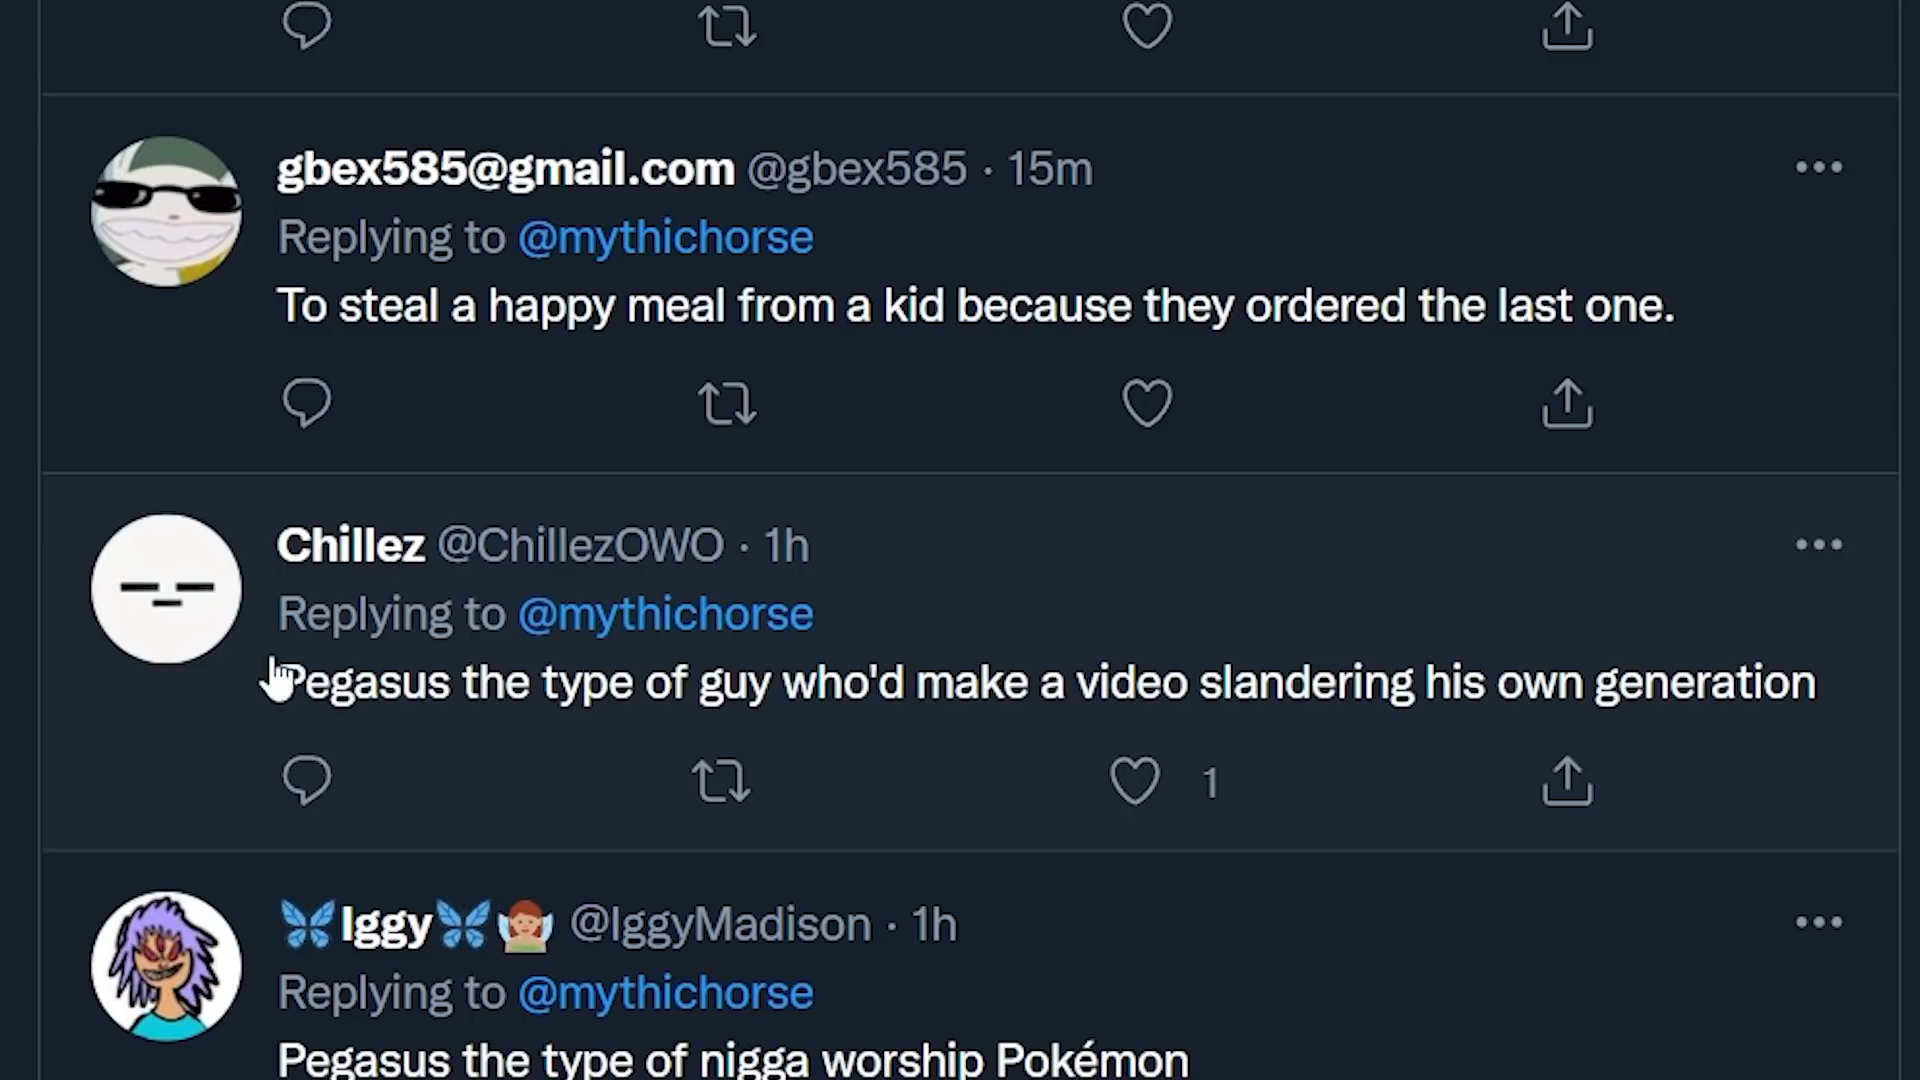 gbex585@gmail.com @gbex585 · 15m
Replying to @mythichorse
To steal a happy meal from a kid because they ordered the last one.
Chillez @ChillezOWO · 1h
Replying to @mythichorse
Pegasus the type of guy who'd make a video slandering his own generation
1
🦋Iggy🦋🧚 @IggyMadison · 1h
Replying to @mythichorse
Pegasus the type of nigga worship Pokémon